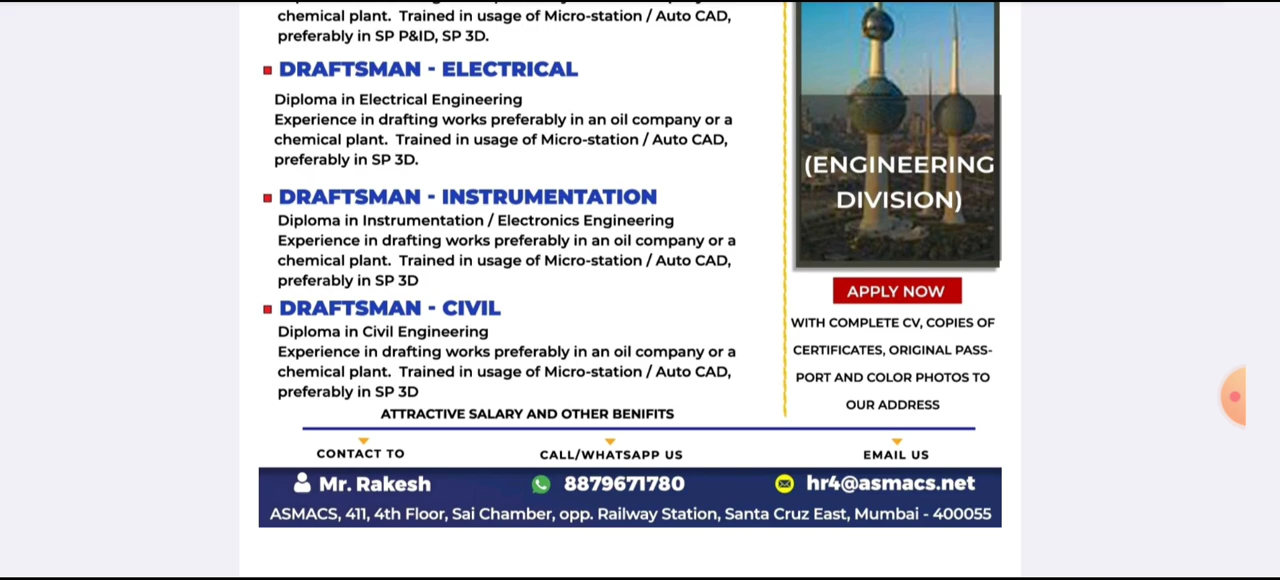 chemical plant. Trained in usage of Micro-station / Auto CAD,
preferably in SP P&ID, SP 3D.
DRAFTSMAN - ELECTRICAL
Diploma in Electrical Engineering
Experience in drafting works preferably in an oil company or a
chemical plant. Trained in usage of Micro-station / Auto CAD,
preferably in SP 3D.
DRAFTSMAN - INSTRUMENTATION
Diploma in Instrumentation / Electronics Engineering
Experience in drafting works preferably in an oil company or a
chemical plant. Trained in usage of Micro-station / Auto CAD,
preferably in SP 3D
DRAFTSMAN - CIVIL
Diploma in Civil Engineering
Experience in drafting works preferably in an oil company or a
chemical plant. Trained in usage of Micro-station / Auto CAD,
preferably in SP 3D
ATTRACTIVE SALARY AND OTHER BENIFITS
(ENGINEERING
DIVISION)
APPLY NOW
WITH COMPLETE CV, COPIES OF
CERTIFICATES, ORIGINAL PASS-
PORT AND COLOR PHOTOS TO
OUR ADDRESS
CONTACT TO
Mr. Rakesh
CALL/WHATSAPP US
8879671780
EMAIL US
hr4@asmacs.net
ASMACS, 411, 4th Floor, Sai Chamber, opp. Railway Station, Santa Cruz East, Mumbai - 400055